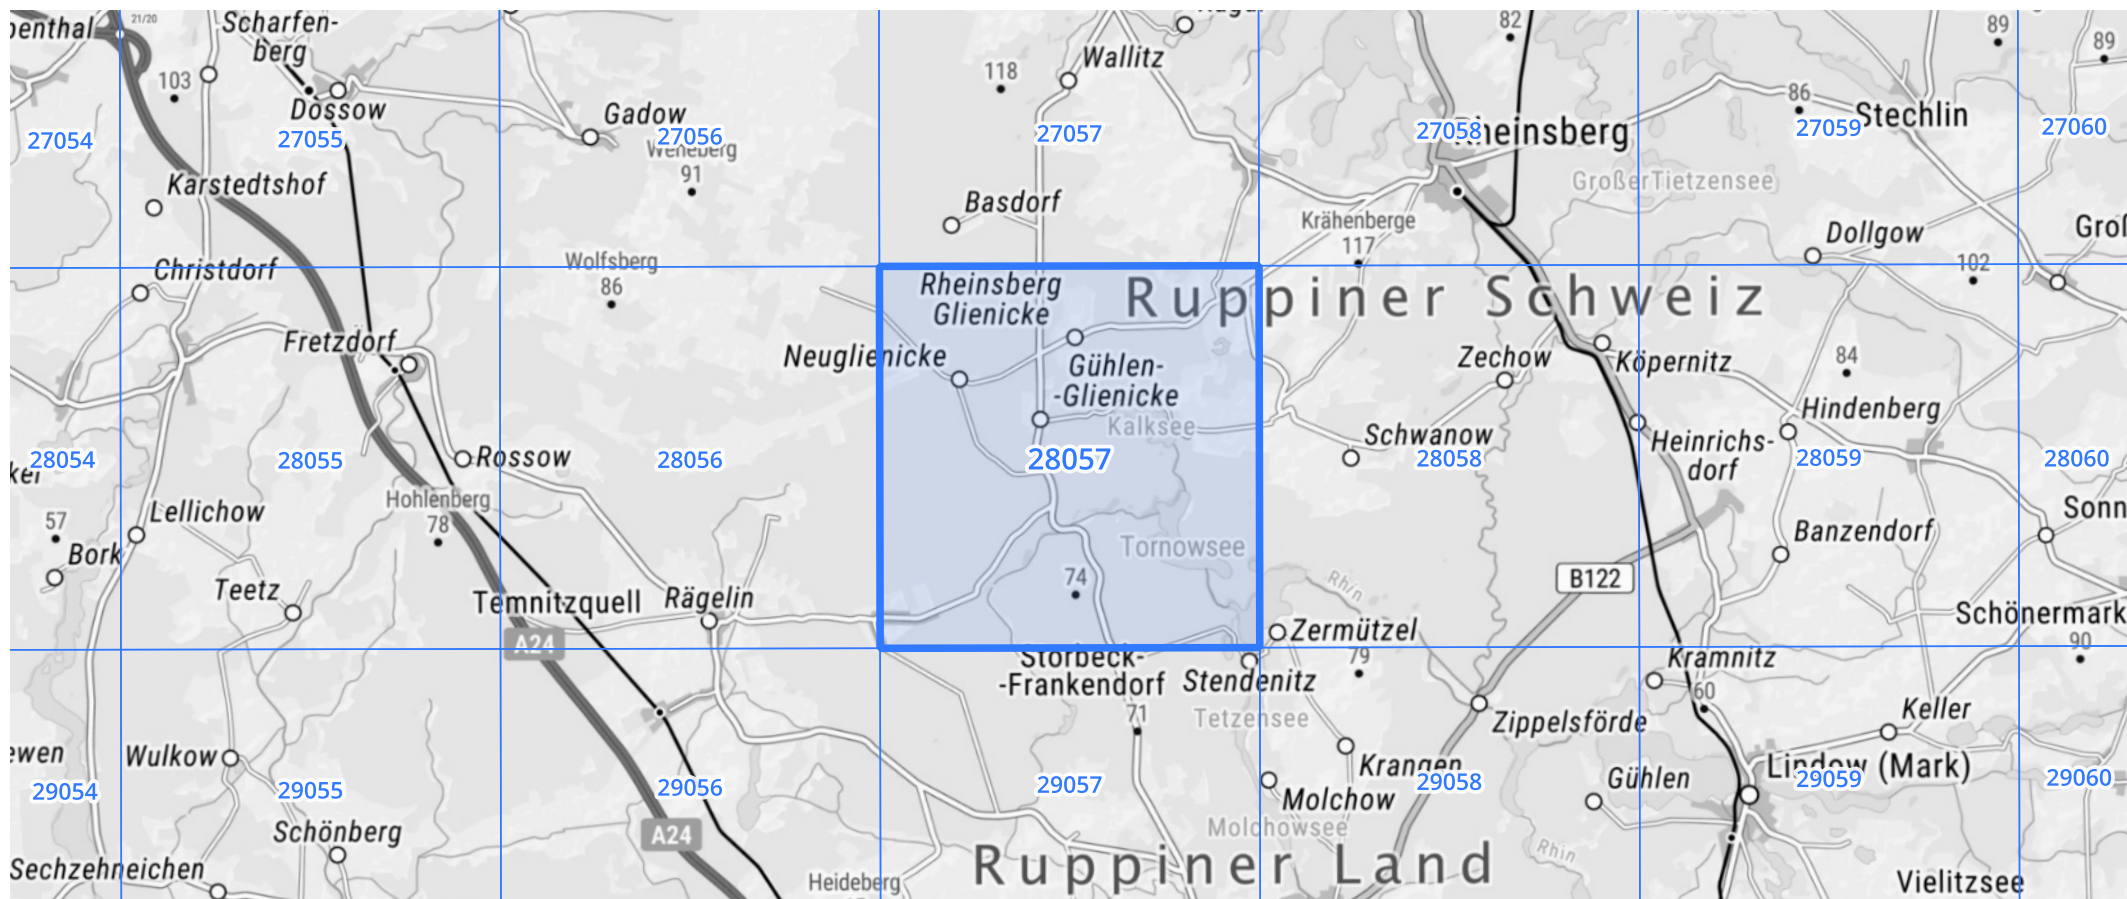 penthal
21/20
Scharfen-
berg
103
Dossow
27054
27055
Karstedtshof
Christdorf
Gadow
27056
Weheberg
91
Wolfsberg
86
118
Wallitz
27057
Basdorf
82
27058
Rheinsberg
Großer Tietzensee
Krähenberge
117
86
Stechlin
27059
89
89
27060
Dollgow
102
Groß
Ruppiner Schweiz
Rheinsberg
Glienicke
Neuglienicke
Gühlen-
-Glienicke
Kalksee
28057
Tornowsee
74
Fretzdorf
28054
kel
28055
Rossow
28056
Hohlenberg
78
57
Lellichow
Bork
Teetz
Temnitzquell
Rägelin
A24
Zechow
Köpernitz
Schwanow
28058
Heinrichs-
dorf
84
Hindenberg
28059
28060
Sonn
Banzendorf
B122
Rhin
Schönermark
90
Zermützel
79
Storbeck-
-Frankendorf
71
Stendenitz
Tetzensee
Kramnitz
60
Keller
Zippelsförde
ewen
29054
Wulkow
29055
29056
29057
Krangen
29058
Molchow
Molchowsee
Gühlen
Lindow (Mark)
29059
29060
A24
Schönberg
Sechzehneichen
Heideberg
Ruppiner Land
Rhin
Vielitzsee